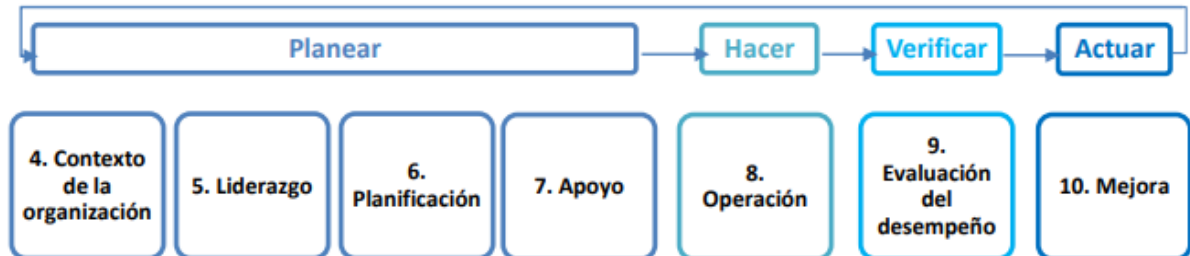 Planear
Hacer
Verificar
Actuar
4. Contexto
de la
organización
5. Liderazgo
6.
Planificación
7. Apoyo
8.
Operación
9.
Evaluación
del
desempeño
10. Mejora